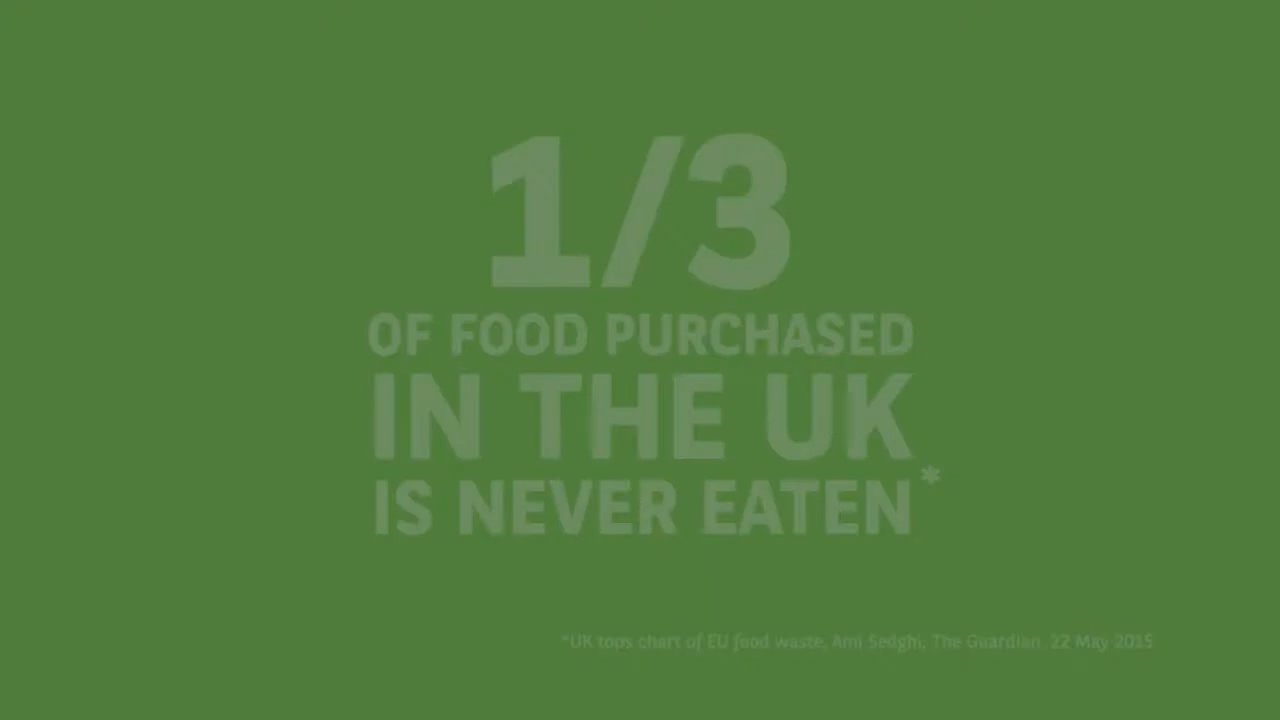 1/3
OF FOOD PURCHASED
IN THE UK
IS NEVER EATEN*
*UK tops chart of EU food waste, Ami Sedghi, The Guardian. 22 May 2015